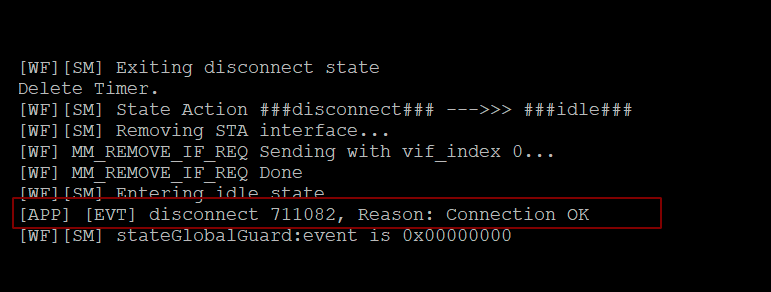 [WF][SM] Exiting disconnect state
Delete Timer.
[WF][SM] State Action ###disconnect### --->>> ###idle###
[WF][SM] Removing STA interface...
[WF] MM_REMOVE_IF_REQ Sending with vif_index 0...
[WF] MM_REMOVE_IF_REQ Done
[WF][SM] Entering idle state
[APP] [EVT] disconnect 711082, Reason: Connection OK
[WF][SM] stateGlobalGuard:event is 0x00000000